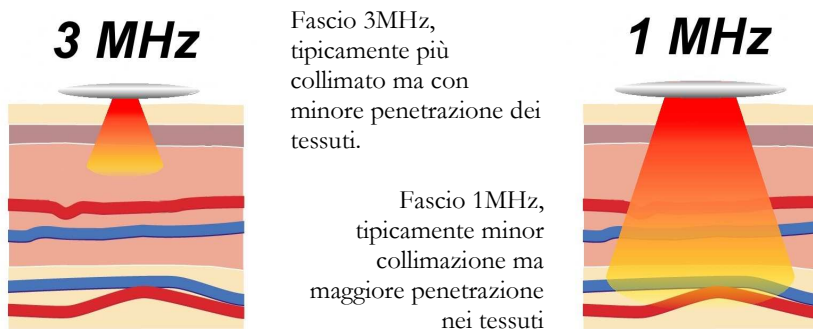 3 MHz
Fascio 3MHz,
tipicamente più
collimato ma con
minore penetrazione dei
tessuti.
Fascio 1MHz,
tipicamente minor
collimazione ma
maggiore penetrazione
nei tessuti
1 MHz